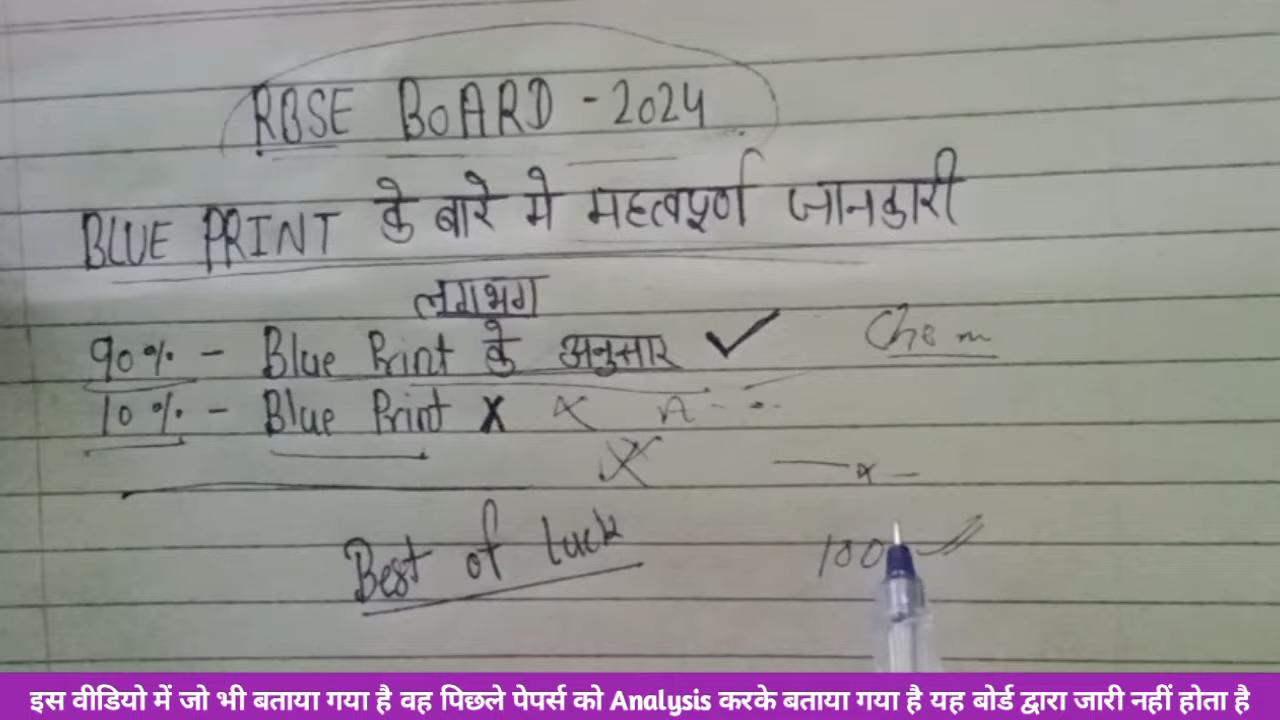 RBSE BOARD - 2024
BLUE PRINT के बारे मे महत्वपूर्ण जानकारी
लगभग
90% - Blue Print के अनुसार ✓ Chem
10% - Blue Print X X
X
Best of luck 100
इस वीडियो में जो भी बताया गया है वह पिछले पेपर्स को Analysis करके बताया गया है यह बोर्ड द्वारा जारी नहीं होता है